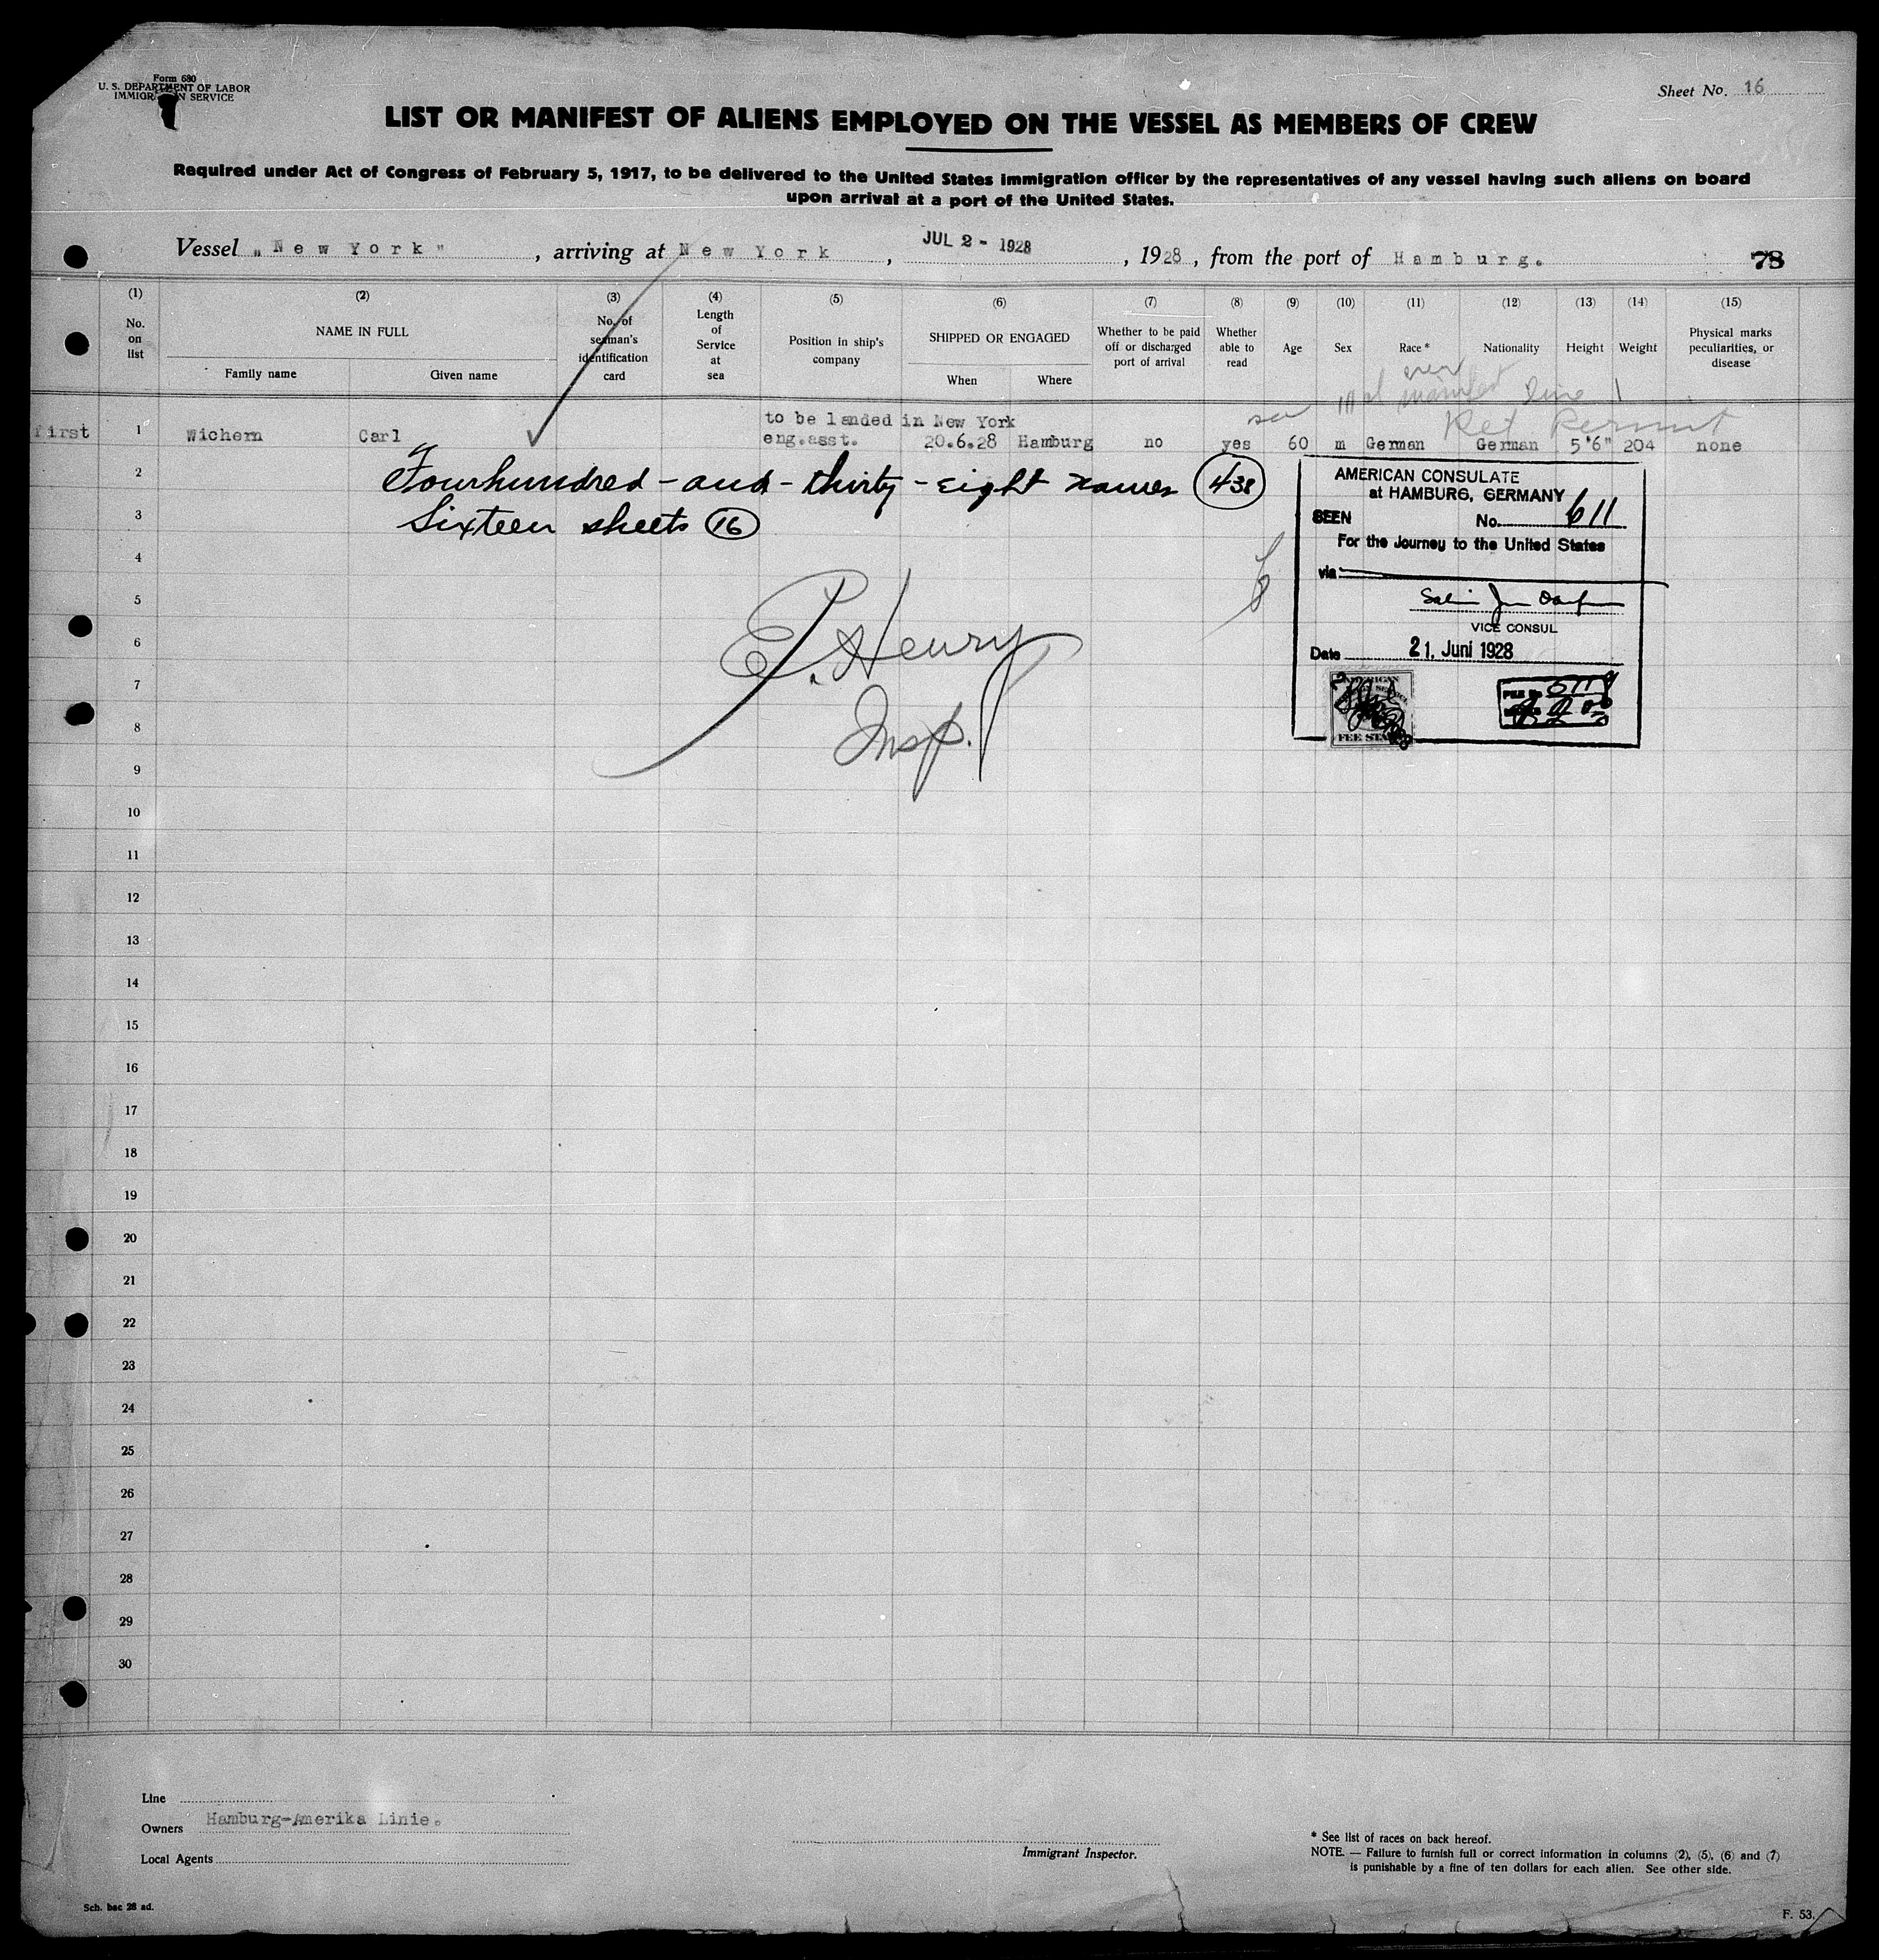 Form 680
U. S. DEPARTMENT OF LABOR
IMMIGR N SERVICE
Sheet No. 16
LIST OR MANIFEST OF ALIENS EMPLOYED ON THE VESSEL AS MEMBERS OF CREW
Required under Act of Congress of February 5, 1917, to be delivered to the United States immigration officer by the representatives of any vessel having such aliens on board
upon arrival at a port of the United States.
Vessel „New York", arriving at New York, JUL 2 - 1928, 1928, from the port of Hamburg. 78
(1) (2) (3) (4) (5) (6) (7) (8) (9) (10) (11) (12) (13) (14) (15)
No. on list
NAME IN FULL
Family name
Given name
No. of seaman's identification card
Length of Service at sea
Position in ship's company
SHIPPED OR ENGAGED
When
Where
Whether to be paid off or discharged port of arrival
Whether able to read
Age
Sex
Race *
Nationality
Height
Weight
Physical marks peculiarities, or disease
Ret Permit
to be landed in New York
first 1 Wichern Carl eng.asst. 20.6.28 Hamburg no yes 60 m German German 5'6" 204 none
2 Fourhundred-and-thirty-eight names 438
3 Sixteen sheets 16
4
5
6
7
8
9
10
11
12
13
14
15
16
17
18
19
20
21
22
23
24
25
26
27
28
29
30
E. Henry
Insp.
AMERICAN CONSULATE
at HAMBURG, GERMANY
SEEN No. 611
For the Journey to the United States
via
VICE CONSUL
Date 21. Juni 1928
FEE STA
Line
Owners Hamburg-Amerika Linie.
Local Agents
Immigrant Inspector.
* See list of races on back hereof.
NOTE. — Failure to furnish full or correct information in columns (2), (5), (6) and (7)
is punishable by a fine of ten dollars for each alien. See other side.
Sch. bac 28 ad.
F. 53.